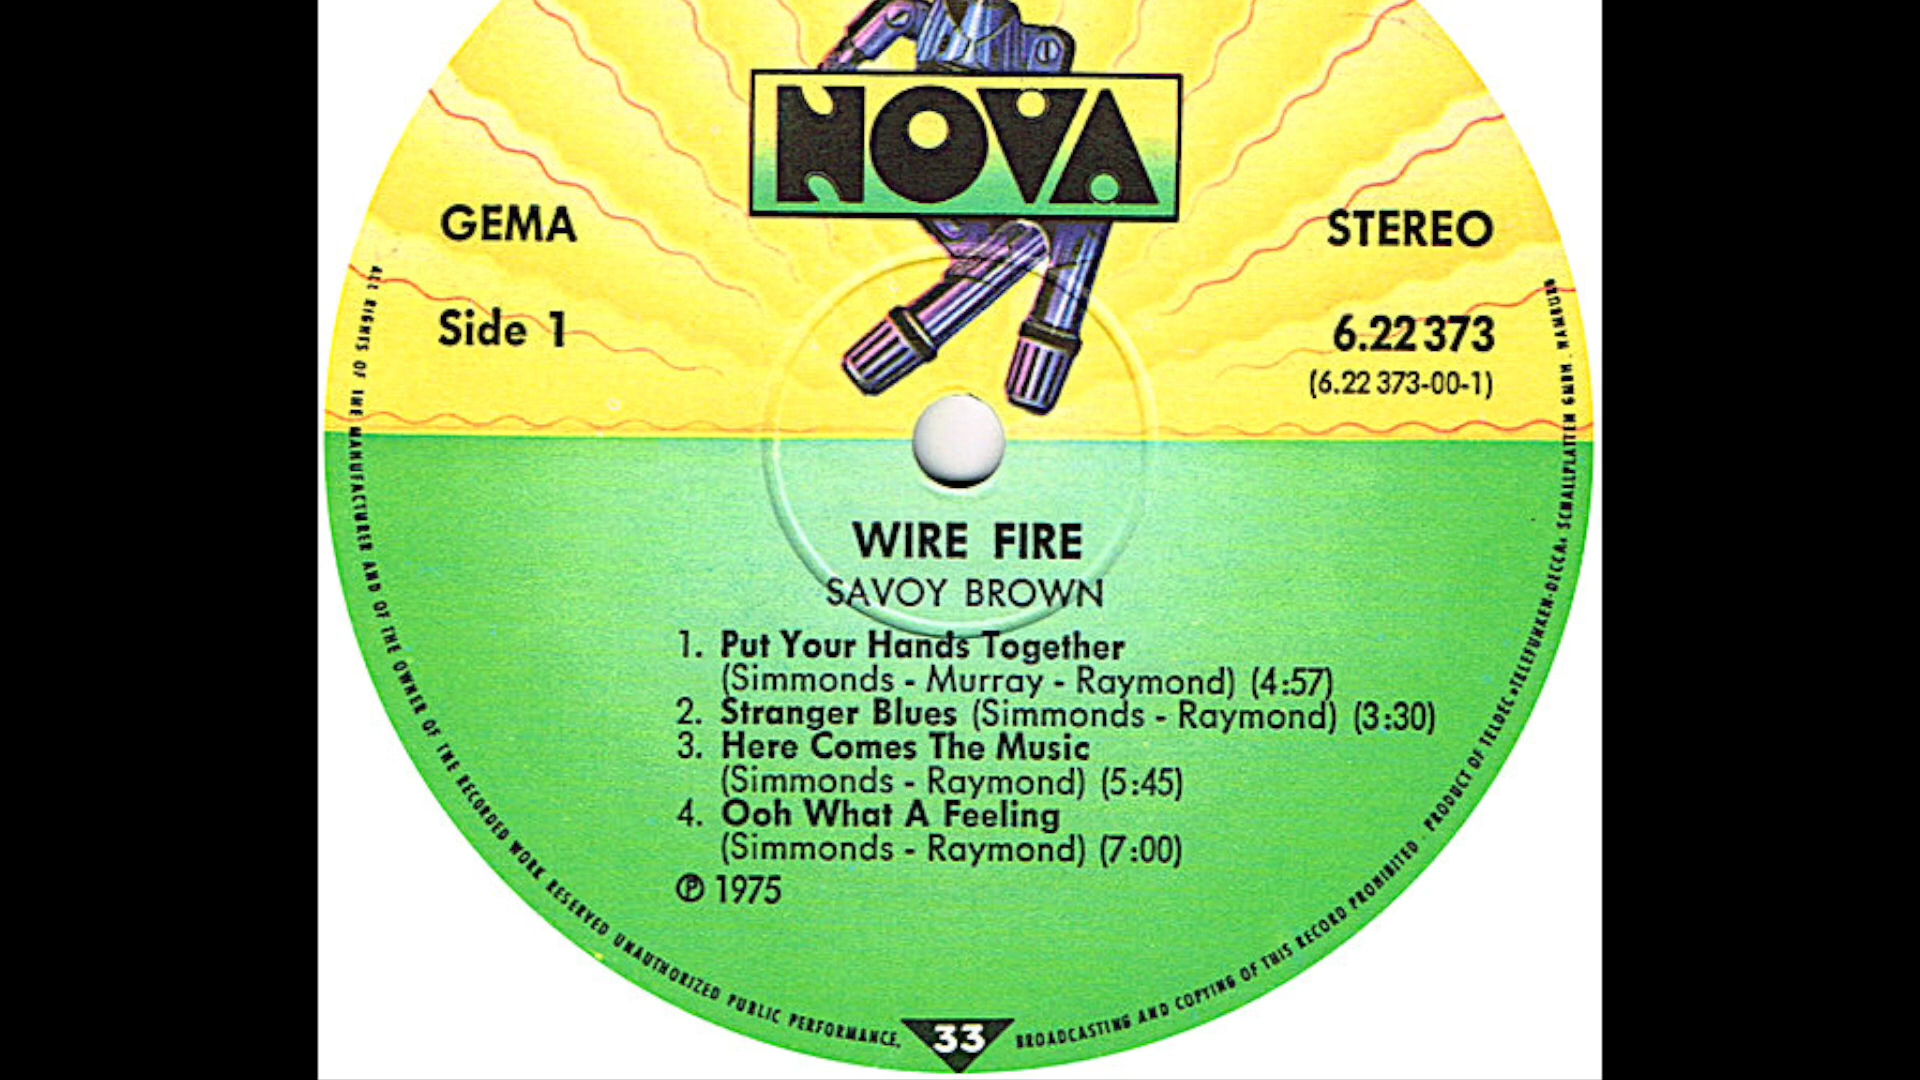 NOVA
GEMA
STEREO
Side 1
6.22 373
(6.22 373-00-1)
WIRE FIRE
SAVOY BROWN
1. Put Your Hands Together
(Simmonds - Murray - Raymond) (4:57)
2. Stranger Blues (Simmonds - Raymond) (3:30)
3. Here Comes The Music
(Simmonds - Raymond) (5:45)
4. Ooh What A Feeling
(Simmonds - Raymond) (7:00)
℗ 1975
ALL RIGHTS OF THE MANUFACTURER AND OF THE OWNER OF THE RECORDED WORK RESERVED UNAUTHORIZED PUBLIC PERFORMANCE,
33
BROADCASTING AND COPYING OF THIS RECORD PROHIBITED · PRODUCT OF TELDEC »TELEFUNKEN-DECCA« SCHALLPLATTEN GMBH · HAMBURG